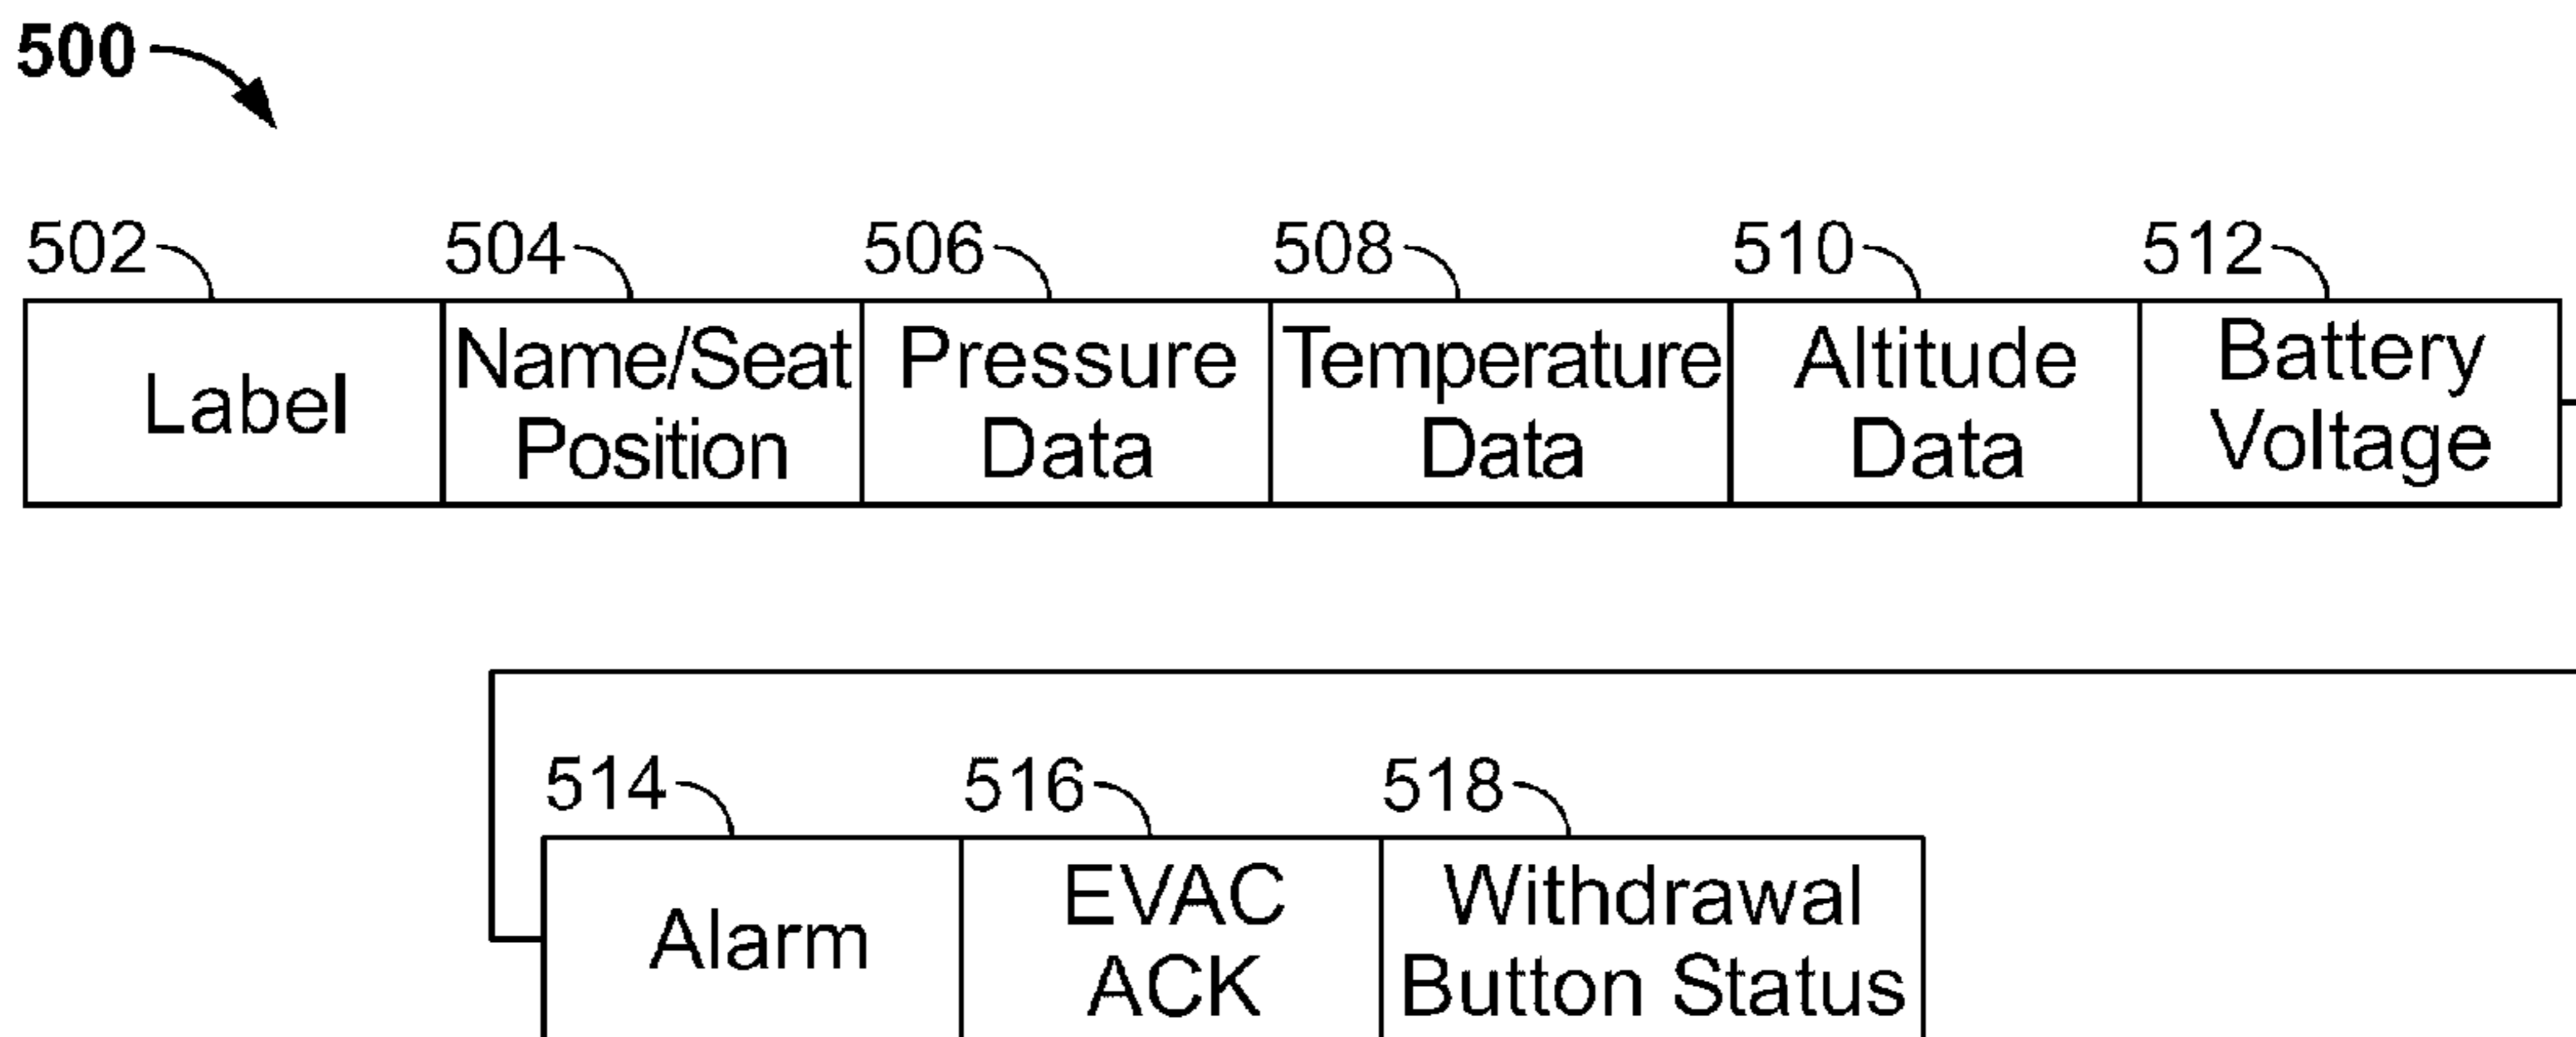 500
502 504 506 508 510 512
Label
Name/Seat
Position
Pressure
Data
Temperature
Data
Altitude
Data
Battery
Voltage
514 516 518
Alarm
EVAC
ACK
Withdrawal
Button Status